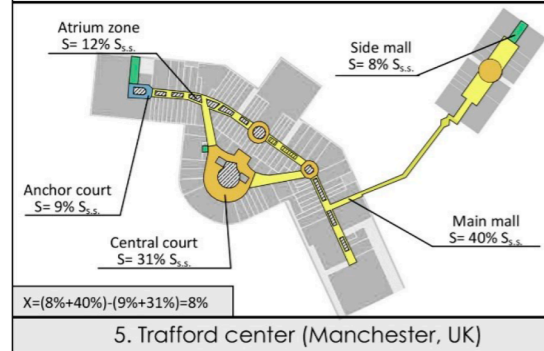 Atrium zone
S= 12% Ss.s.
Side mall
S= 8% Ss.s.
Anchor court
S= 9% Ss.s.
Central court
S= 31% Ss.s.
Main mall
S= 40% Ss.s.
X=(8%+40%)-(9%+31%)=8%
5. Trafford center (Manchester, UK)